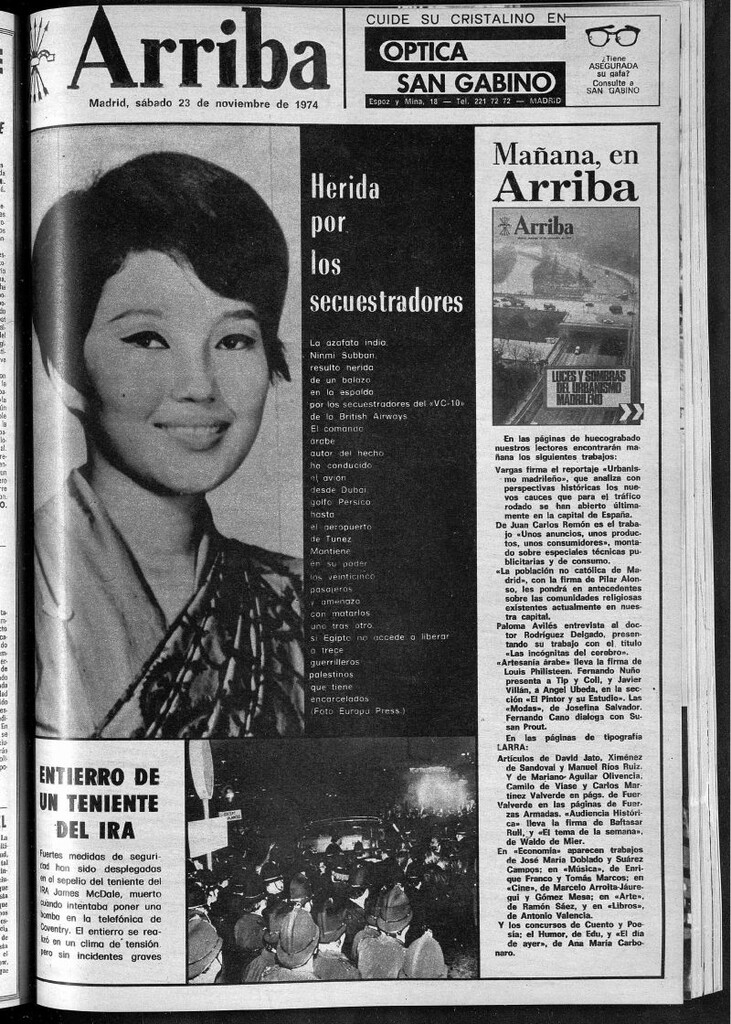 Arriba
Madrid, sábado 23 de noviembre de 1974
CUIDE SU CRISTALINO EN
OPTICA
SAN GABINO
Espoz y Mina, 18 — Tel. 221 72 72 — MADRID
¿Tiene
ASEGURADA
su gafa?
Consulte a
SAN GABINO
Herida
por
los
secuestradores
La azafata india
Ninmi Subban
resultó herida
de un balazo
en la espalda
por los secuestradores del «VC-10»
de la British Airways
El comando
árabe
autor del hecho
ha conducido
el avión
desde Dubai
golfo Pérsico
hasta
el aeropuerto
de Túnez
Mantiene
en su poder
los veinticinco
pasajeros
y amenaza
con matarlos
uno tras otro
si Egipto no accede a liberar
a trece
guerrilleros
palestinos
que tiene
encarcelados
(Foto Europa Press.)
Mañana, en
Arriba
Arriba
LUCES Y SOMBRAS
DEL URBANISMO
MADRILEÑO
En las páginas de huecograbado
nuestros lectores encontrarán ma-
ñana los siguientes trabajos:
Vargas firma el reportaje «Urbanis-
mo madrileño», que analiza con
perspectivas históricas los nue-
vos cauces que para el tráfico
rodado se han abierto última-
mente en la capital de España.
De Juan Carlos Remón es el traba-
jo «Unos anuncios, unos produc-
tos, unos consumidores», monta-
do sobre especiales técnicas pu-
blicitarias y de consumo.
«La población no católica de Ma-
drid», con la firma de Pilar Alon-
so, les pondrá en antecedentes
sobre las comunidades religiosas
existentes actualmente en nues-
tra capital.
Paloma Avilés entrevista al doc-
tor Rodríguez Delgado, presen-
tando su trabajo con el título
«Las incógnitas del cerebro».
«Artesanía árabe» lleva la firma de
Louis Philisteen. Fernando Nuño
presenta a Tip y Coll, y Javier
Villán, a Angel Ubeda, en la sec-
ción «El Pintor y su Estudio». Las
«Modas», de Josefina Salvador.
Fernando Cano dialoga con Su-
san Prout.
En las páginas de tipografía
LARRA:
Artículos de David Jato, Ximénez
de Sandoval y Manuel Ríos Ruiz.
Y de Mariano Aguilar Olivencia,
Camilo de Viase y Carlos Mar-
tínez Valverde en págs. de Fuer
Valverde en las páginas de Fuer-
zas Armadas. «Audiencia Históri-
ca» lleva la firma de Baltasar
Rull, y «El tema de la semana»,
de Waldo de Mier.
En «Economía» aparecen trabajos
de José María Doblado y Suárez
Campos; en «Música», de Enri-
que Franco y Tomás Marcos; en
«Cine», de Marcelo Arroita-Jáure-
gui y Gómez Mesa; en «Arte»,
de Ramón Sáez, y en «Libros»,
de Antonio Valencia.
Y los concursos de Cuento y Poe-
sía; el Humor, de Edu, y «El día
de ayer», de Ana María Carbo-
naro.
ENTIERRO DE
UN TENIENTE
DEL IRA
Fuertes medidas de seguri-
dad han sido desplegadas
en el sepelio del teniente del
IRA James McDale, muerto
cuando intentaba poner una
bomba en la telefónica de
Coventry. El entierro se rea-
lizó en un clima de tensión
pero sin incidentes graves